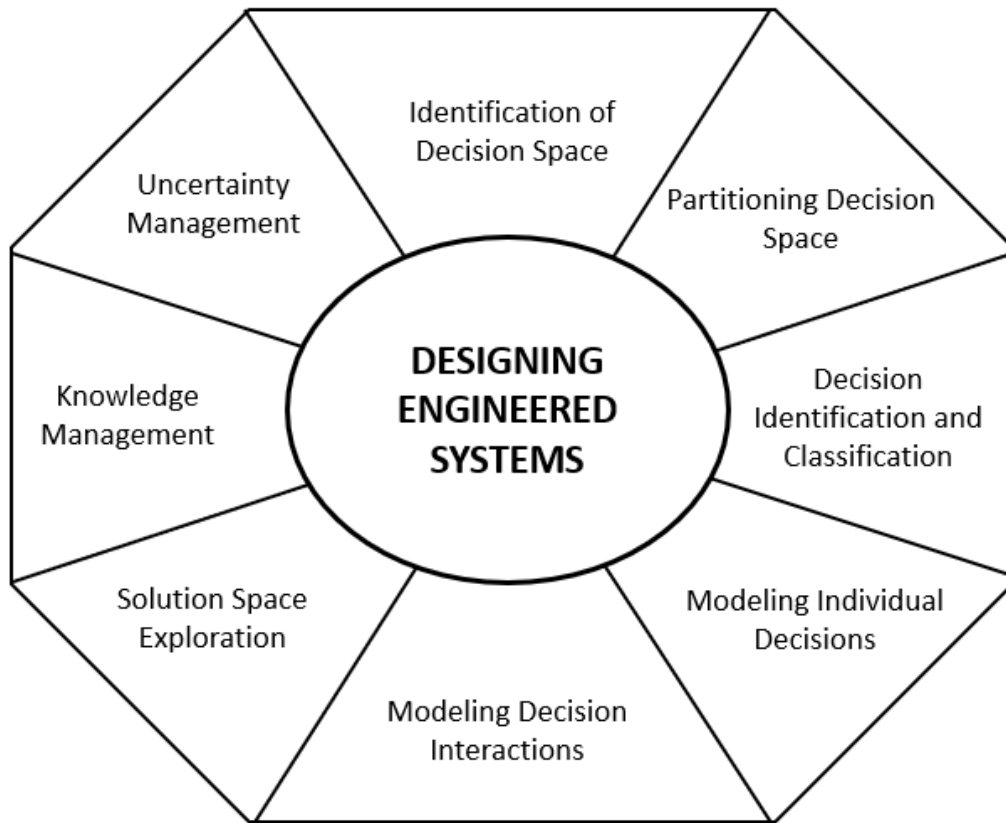 Identification of
Decision Space
Partitioning Decision
Space
Decision
Identification and
Classification
Modeling Individual
Decisions
Modeling Decision
Interactions
Solution Space
Exploration
Knowledge
Management
Uncertainty
Management
DESIGNING
ENGINEERED
SYSTEMS